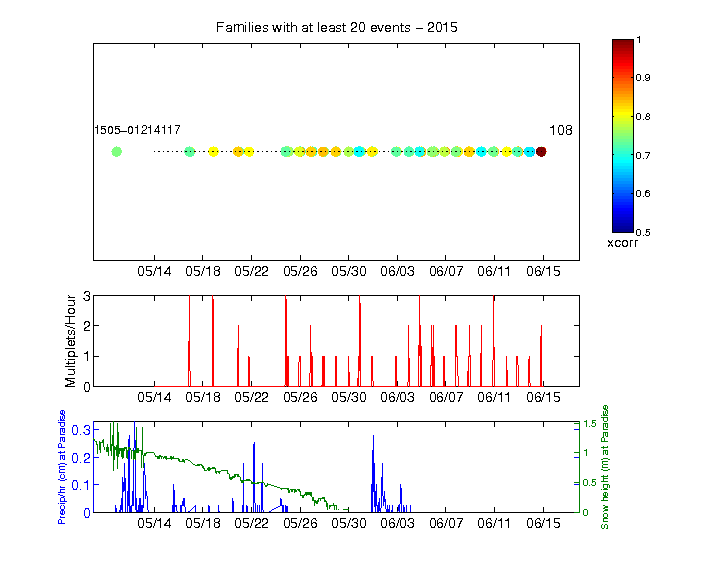 Families with at least 20 events − 2015
1
0.9
0.8
0.7
0.6
0.5
xcorr
1505−01214117
108
05/14 05/18 05/22 05/26 05/30 06/03 06/07 06/11 06/15
Multiplets/Hour
3
2
1
0
05/14 05/18 05/22 05/26 05/30 06/03 06/07 06/11 06/15
Precip/hr (cm) at Paradise
0.3
0.2
0.1
0
1.5
1
0.5
0
Snow height (m) at Paradise
05/14 05/18 05/22 05/26 05/30 06/03 06/07 06/11 06/15